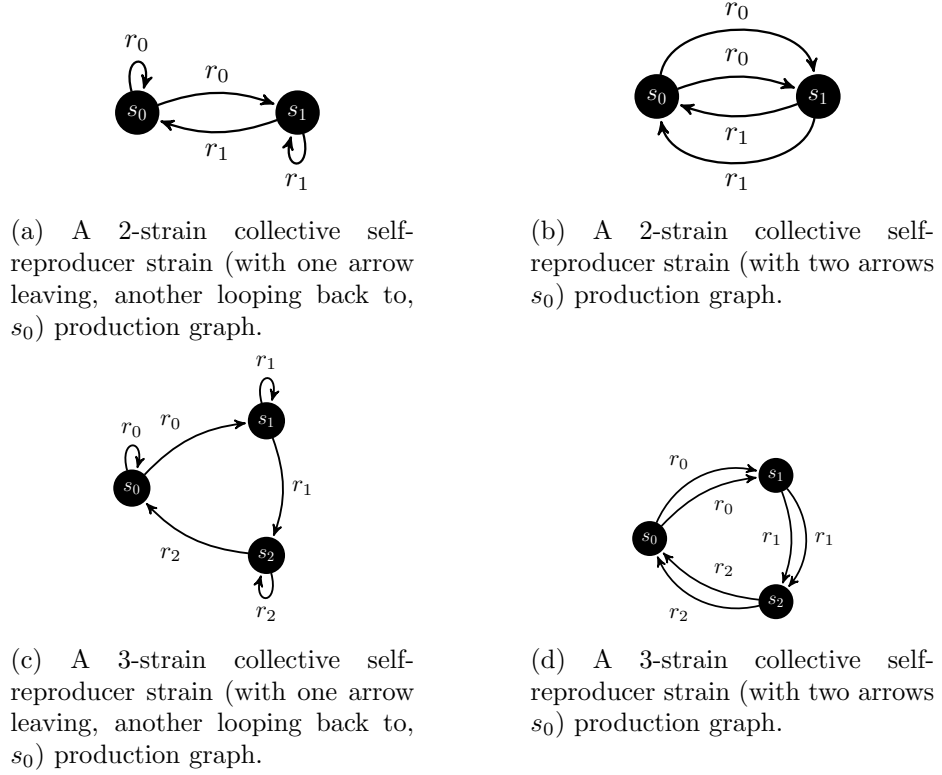 r₀
r₀
s₀
s₁
r₁
r₁
(a) A 2-strain collective self-
reproducer strain (with one arrow
leaving, another looping back to,
s₀) production graph.
r₀
r₀
s₀
s₁
r₁
r₁
(b) A 2-strain collective self-
reproducer strain (with two arrows
s₀) production graph.
r₁
s₁
r₀
r₀
s₀
r₁
r₂
s₂
r₂
(c) A 3-strain collective self-
reproducer strain (with one arrow
leaving, another looping back to,
s₀) production graph.
r₀
s₁
r₀
s₀
r₁
r₁
r₂
s₂
r₂
(d) A 3-strain collective self-
reproducer strain (with two arrows
s₀) production graph.